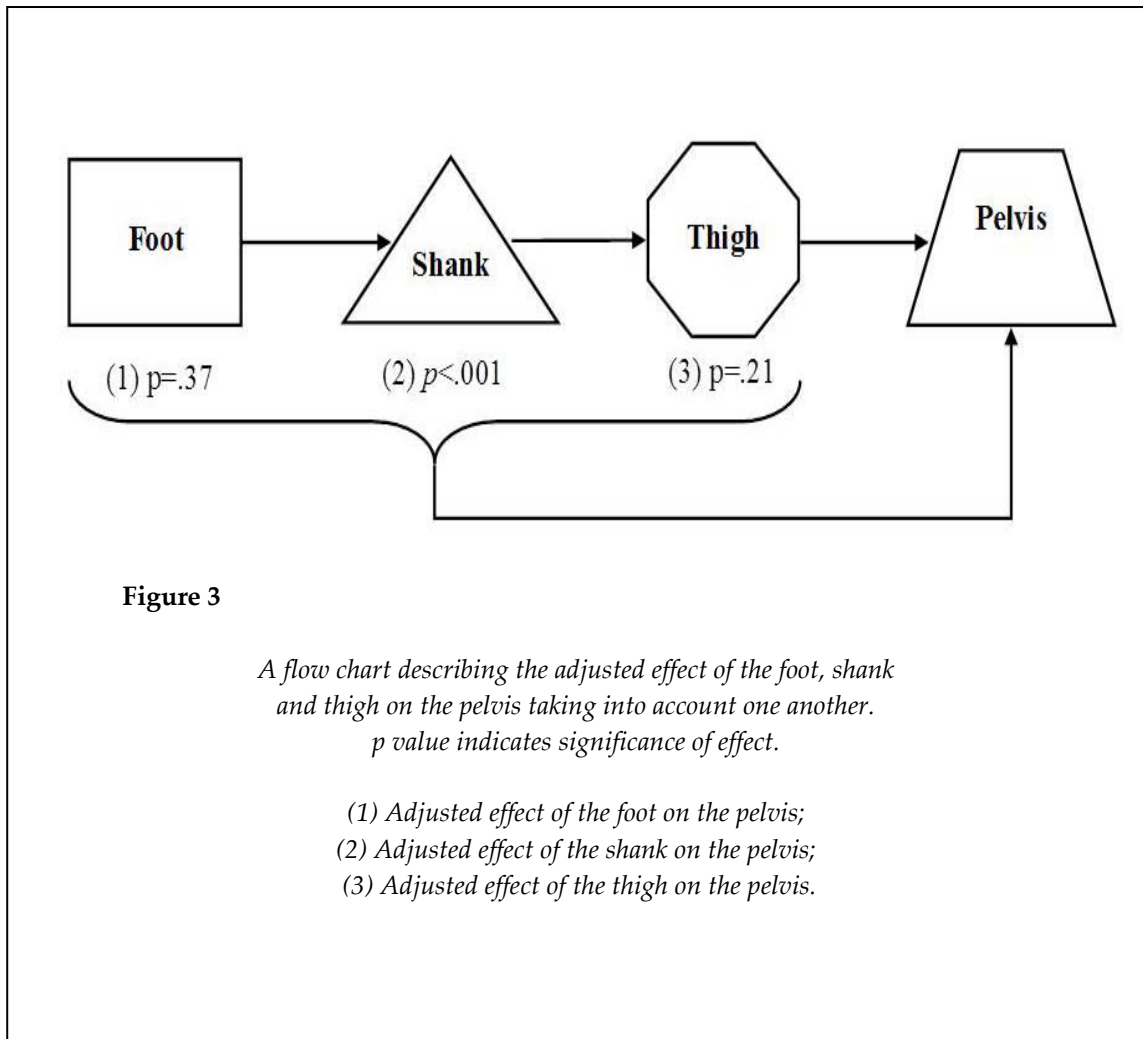 Foot
Shank
Thigh
Pelvis
(1) p=.37
(2) p<.001
(3) p=.21
Figure 3
A flow chart describing the adjusted effect of the foot, shank
and thigh on the pelvis taking into account one another.
p value indicates significance of effect.
(1) Adjusted effect of the foot on the pelvis;
(2) Adjusted effect of the shank on the pelvis;
(3) Adjusted effect of the thigh on the pelvis.